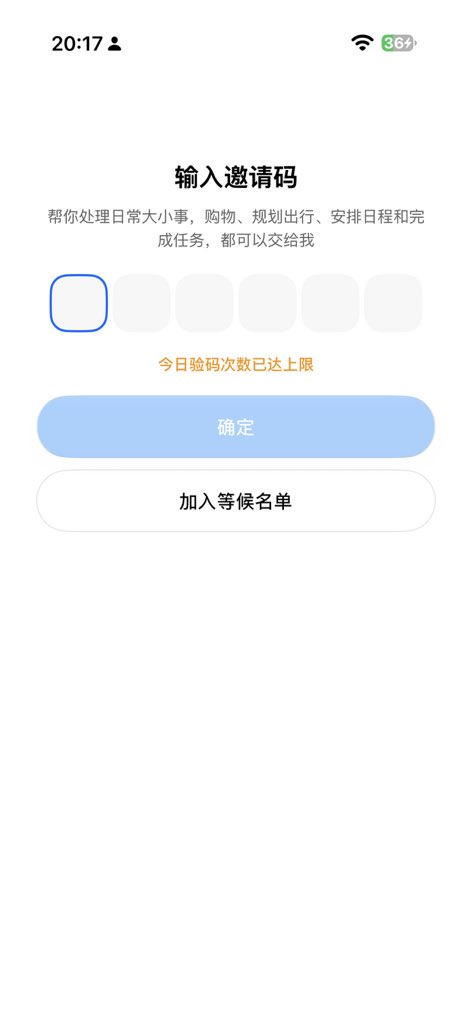 20:17
36
输入邀请码
帮你处理日常大小事，购物、规划出行、安排日程和完
成任务，都可以交给我
今日验码次数已达上限
确定
加入等候名单